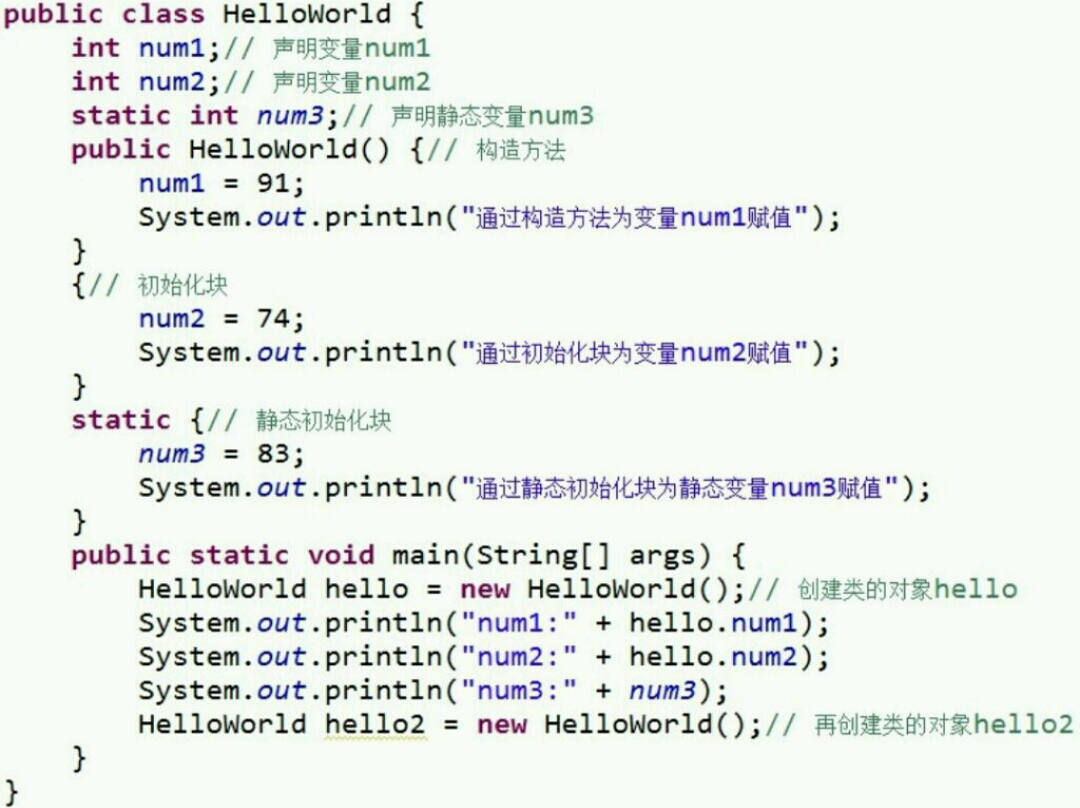 public class HelloWorld {
    int num1;// 声明变量num1
    int num2;// 声明变量num2
    static int num3;// 声明静态变量num3
    public HelloWorld() {// 构造方法
        num1 = 91;
        System.out.println("通过构造方法为变量num1赋值");
    }
    {// 初始化块
        num2 = 74;
        System.out.println("通过初始化块为变量num2赋值");
    }
    static {// 静态初始化块
        num3 = 83;
        System.out.println("通过静态初始化块为静态变量num3赋值");
    }
    public static void main(String[] args) {
        HelloWorld hello = new HelloWorld();// 创建类的对象hello
        System.out.println("num1:" + hello.num1);
        System.out.println("num2:" + hello.num2);
        System.out.println("num3:" + num3);
        HelloWorld hello2 = new HelloWorld();// 再创建类的对象hello2
    }
}